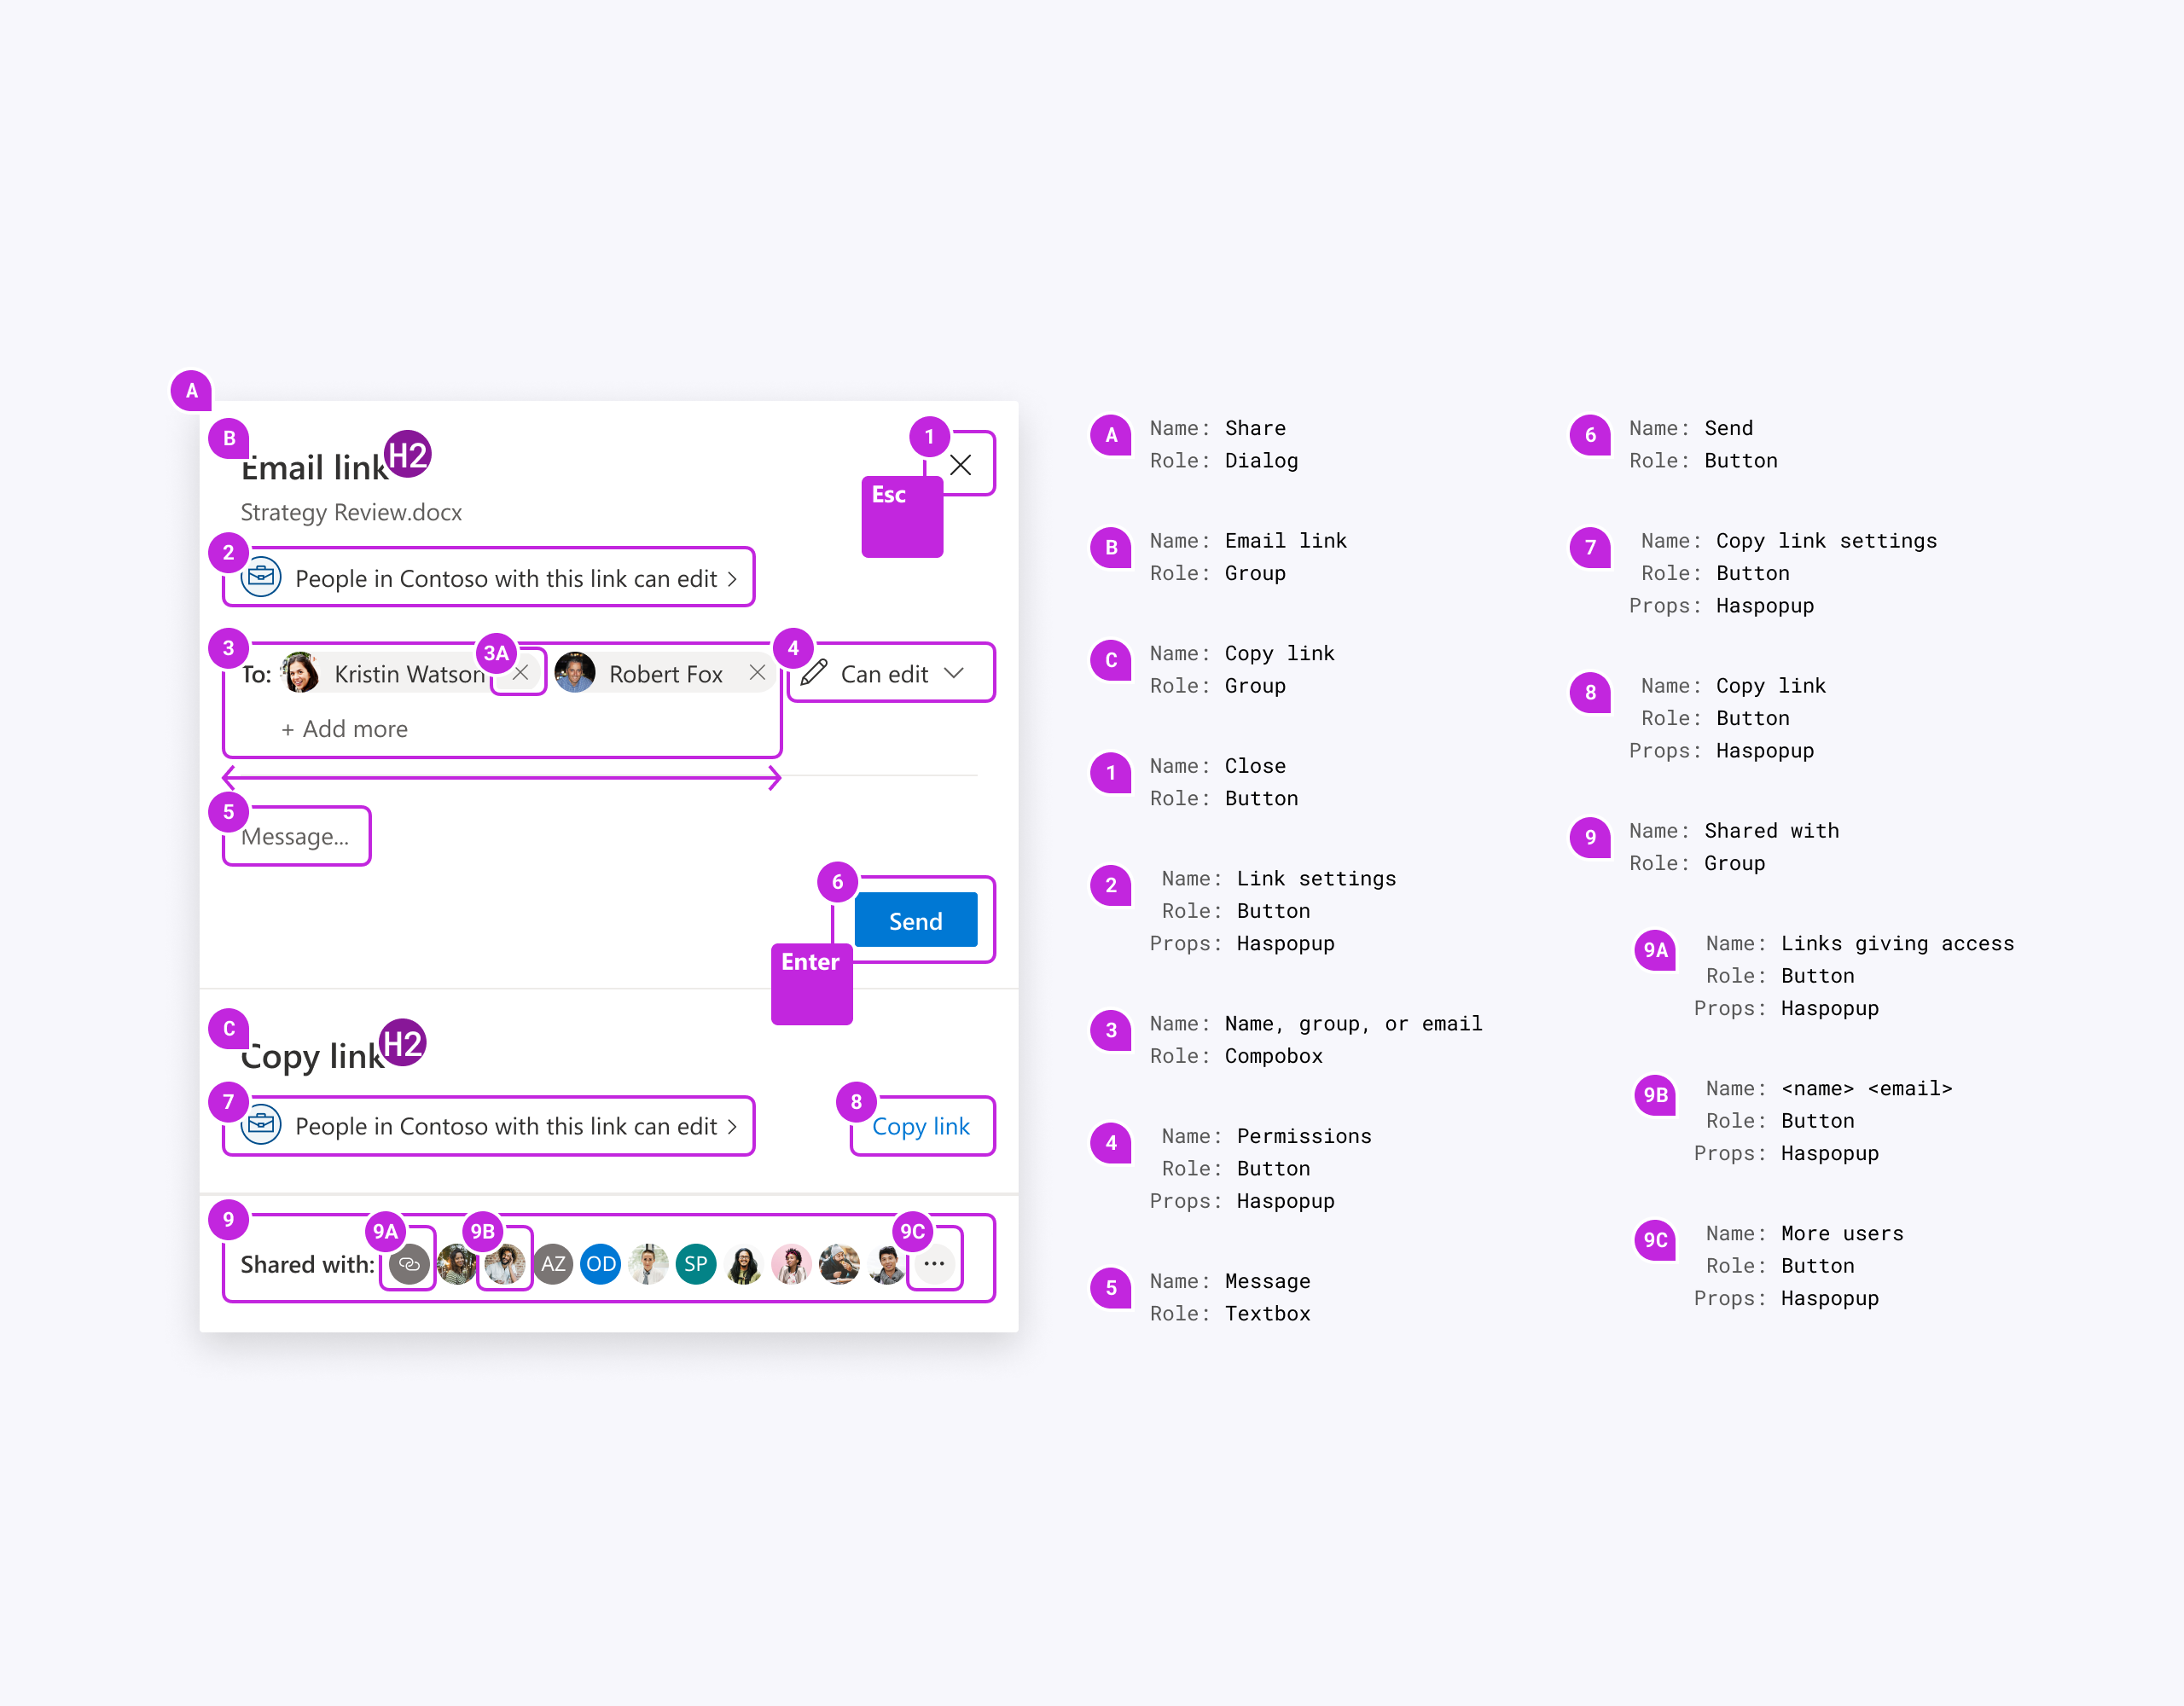 A
B
Email link
H2
1
Esc
Strategy Review.docx
2
People in Contoso with this link can edit >
3
To:
Kristin Watson
3A
Robert Fox
4
Can edit
+ Add more
5
Message...
6
Send
Enter
C
Copy link
H2
7
People in Contoso with this link can edit >
8
Copy link
9
Shared with:
9A
9B
AZ
OD
SP
9C
...
A
Name: Share
Role: Dialog
B
Name: Email link
Role: Group
C
Name: Copy link
Role: Group
1
Name: Close
Role: Button
2
Name: Link settings
Role: Button
Props: Haspopup
3
Name: Name, group, or email
Role: Compobox
4
Name: Permissions
Role: Button
Props: Haspopup
5
Name: Message
Role: Textbox
6
Name: Send
Role: Button
7
Name: Copy link settings
Role: Button
Props: Haspopup
8
Name: Copy link
Role: Button
Props: Haspopup
9
Name: Shared with
Role: Group
9A
Name: Links giving access
Role: Button
Props: Haspopup
9B
Name: <name> <email>
Role: Button
Props: Haspopup
9C
Name: More users
Role: Button
Props: Haspopup